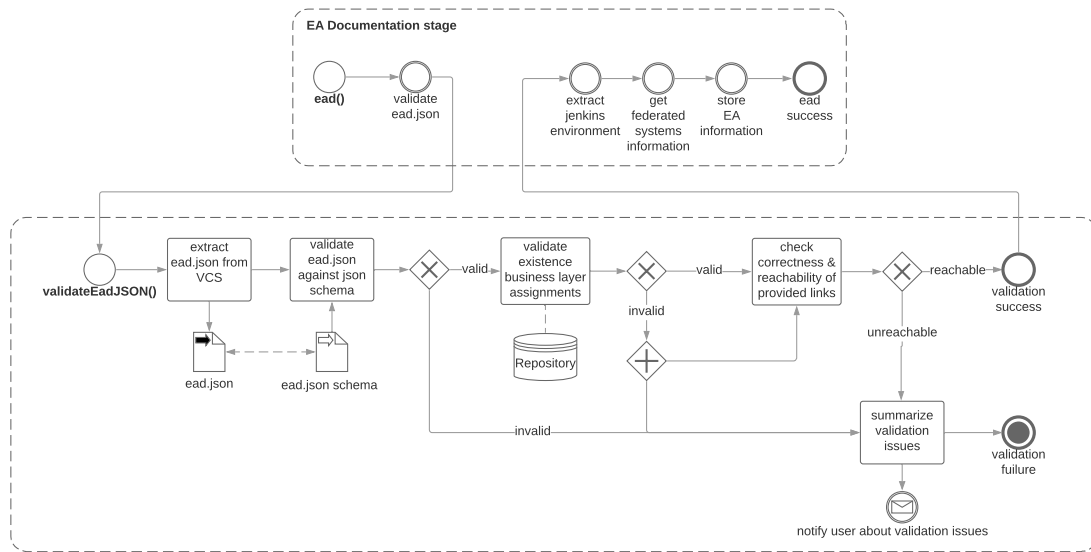 EA Documentation stage
ead()
validate
ead.json
extract
jenkins
environment
get
federated
systems
information
store
EA
information
ead
success
validateEadJSON()
extract
ead.json from
VCS
validate
ead.json
against json
schema
valid
validate
existence
business layer
assignments
valid
check
correctness &
reachability of
provided links
reachable
validation
success
invalid
unreachable
ead.json
ead.json schema
Repository
invalid
summarize
validation
issues
validation
fuilure
notify user about validation issues